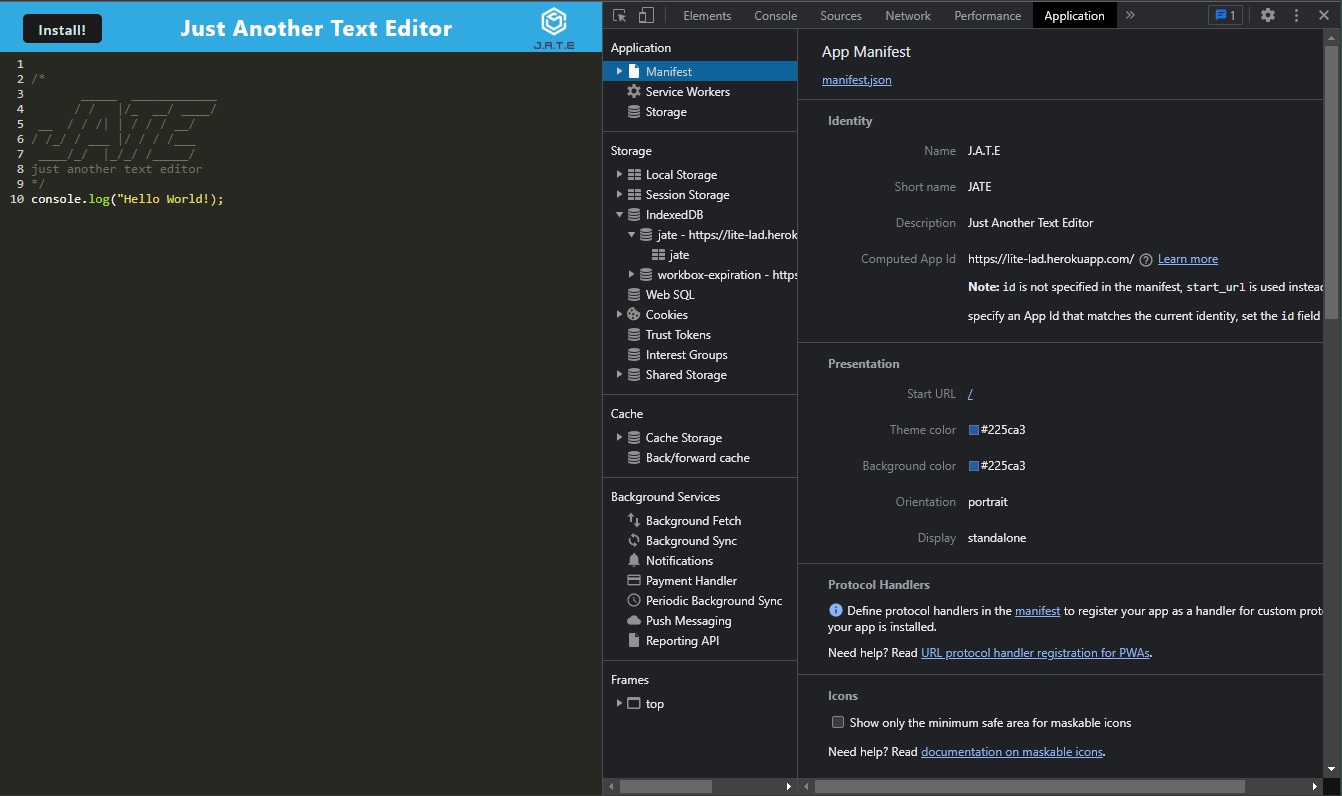 Install!
Just Another Text Editor
J.A.T.E
1
2 /*
3        _____  ____________
4       / /   |/_  __/ ____/
5  __  / / /| | / / / __/
6 / /_/ / ___ |/ / / /___
7  ____/_/  |_/_/ /_____/
8 just another text editor
9 */
10 console.log("Hello World!);
Elements Console Sources Network Performance Application » 1
Application
Manifest
Service Workers
Storage
Storage
Local Storage
Session Storage
IndexedDB
jate - https://lite-lad.herok
jate
workbox-expiration - https
Web SQL
Cookies
Trust Tokens
Interest Groups
Shared Storage
Cache
Cache Storage
Back/forward cache
Background Services
Background Fetch
Background Sync
Notifications
Payment Handler
Periodic Background Sync
Push Messaging
Reporting API
Frames
top
App Manifest
manifest.json
Identity
Name J.A.T.E
Short name JATE
Description Just Another Text Editor
Computed App Id https://lite-lad.herokuapp.com/ Learn more
Note: id is not specified in the manifest, start_url is used instead
specify an App Id that matches the current identity, set the id field
Presentation
Start URL /
Theme color #225ca3
Background color #225ca3
Orientation portrait
Display standalone
Protocol Handlers
Define protocol handlers in the manifest to register your app as a handler for custom proto
your app is installed.
Need help? Read URL protocol handler registration for PWAs.
Icons
Show only the minimum safe area for maskable icons
Need help? Read documentation on maskable icons.